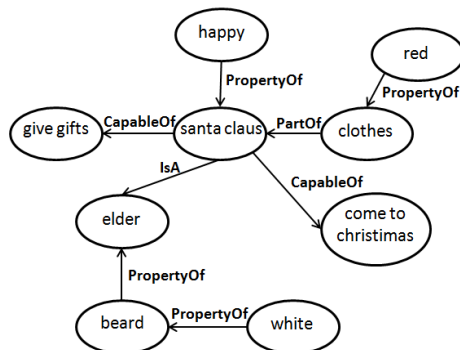 happy
red
PropertyOf
PropertyOf
give gifts
CapableOf
santa claus
PartOf
clothes
IsA
CapableOf
elder
come to
christimas
PropertyOf
PropertyOf
beard
white